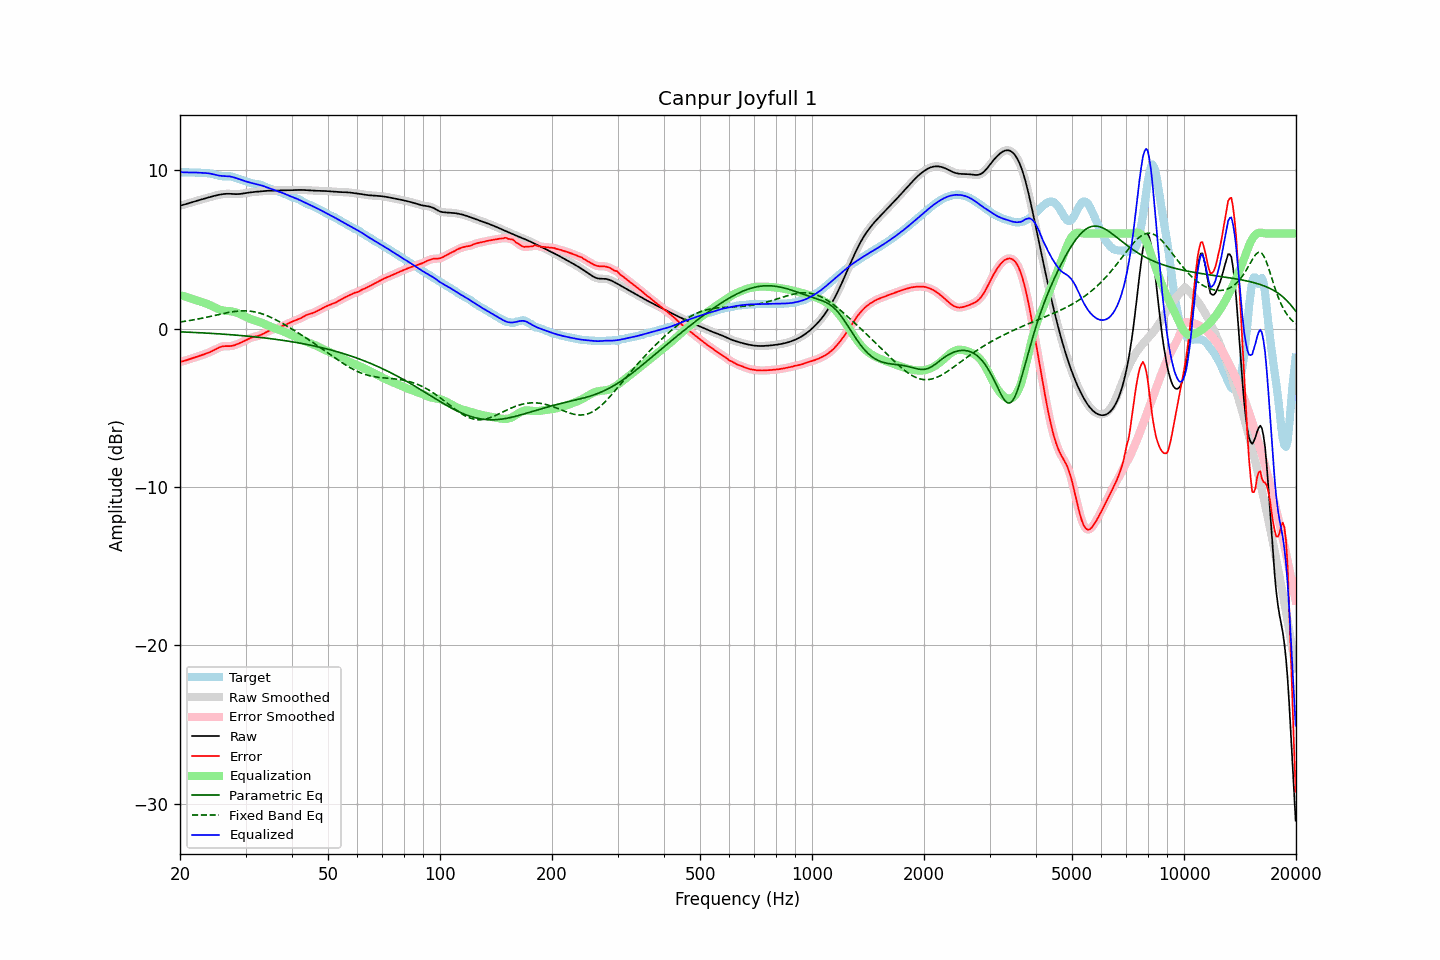 Canpur Joyfull 1
10
0
−10
−20
−30
Amplitude (dBr)
Target
Raw Smoothed
Error Smoothed
Raw
Error
Equalization
Parametric Eq
Fixed Band Eq
Equalized
20 50 100 200 500 1000 2000 5000 10000 20000
Frequency (Hz)